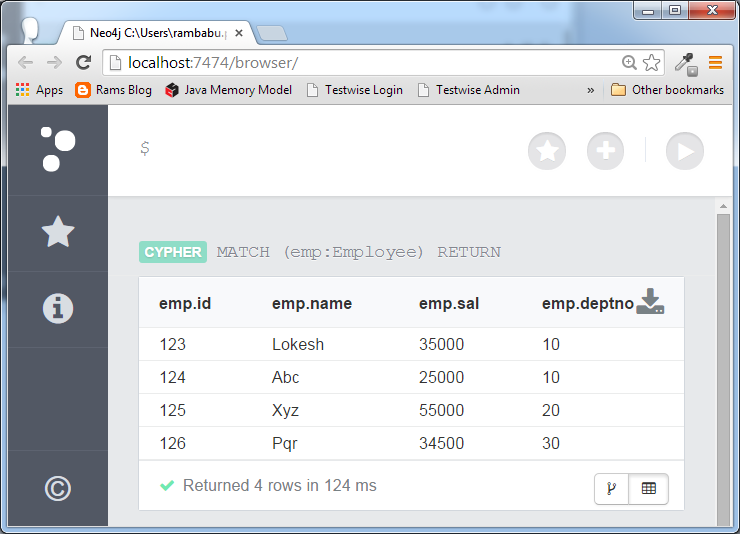 Neo4j C:\Users\rambabu.p
localhost:7474/browser/
Apps Rams Blog Java Memory Model Testwise Login Testwise Admin » Other bookmarks
$
CYPHER MATCH (emp:Employee) RETURN
emp.id emp.name emp.sal emp.deptno
123 Lokesh 35000 10
124 Abc 25000 10
125 Xyz 55000 20
126 Pqr 34500 30
Returned 4 rows in 124 ms
©